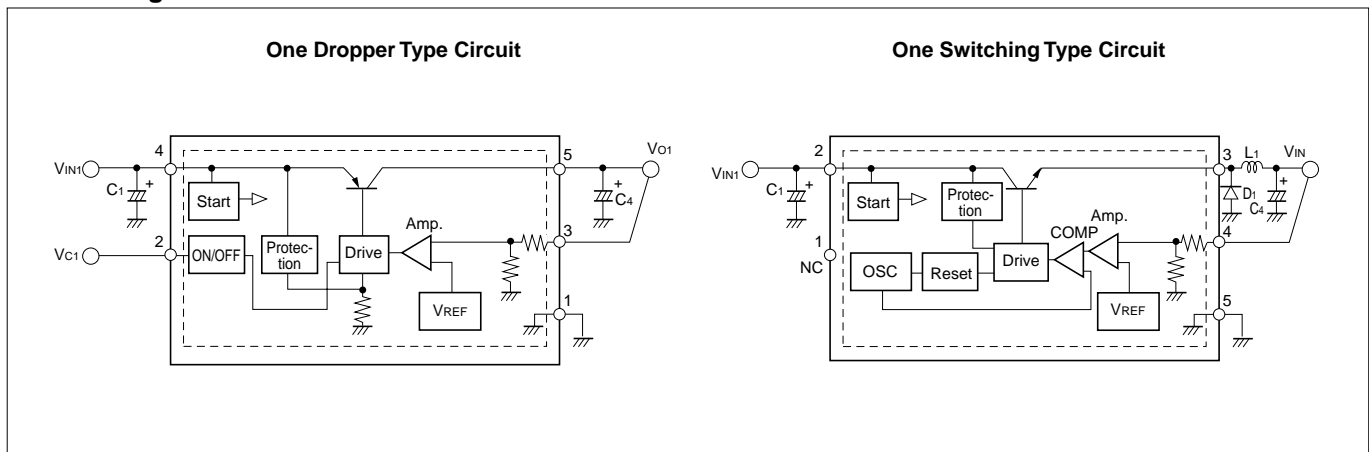 One Dropper Type Circuit
VIN1
C1
+
4
Start
2
VC1
ON/OFF
Protec-
tion
Drive
Amp.
VREF
5
+
C4
VO1
3
1
One Switching Type Circuit
VIN1
C1
+
2
Start
1
NC
Protec-
tion
OSC
Reset
Drive
COMP
Amp.
VREF
3
L1
VIN
D1
C4
+
4
5